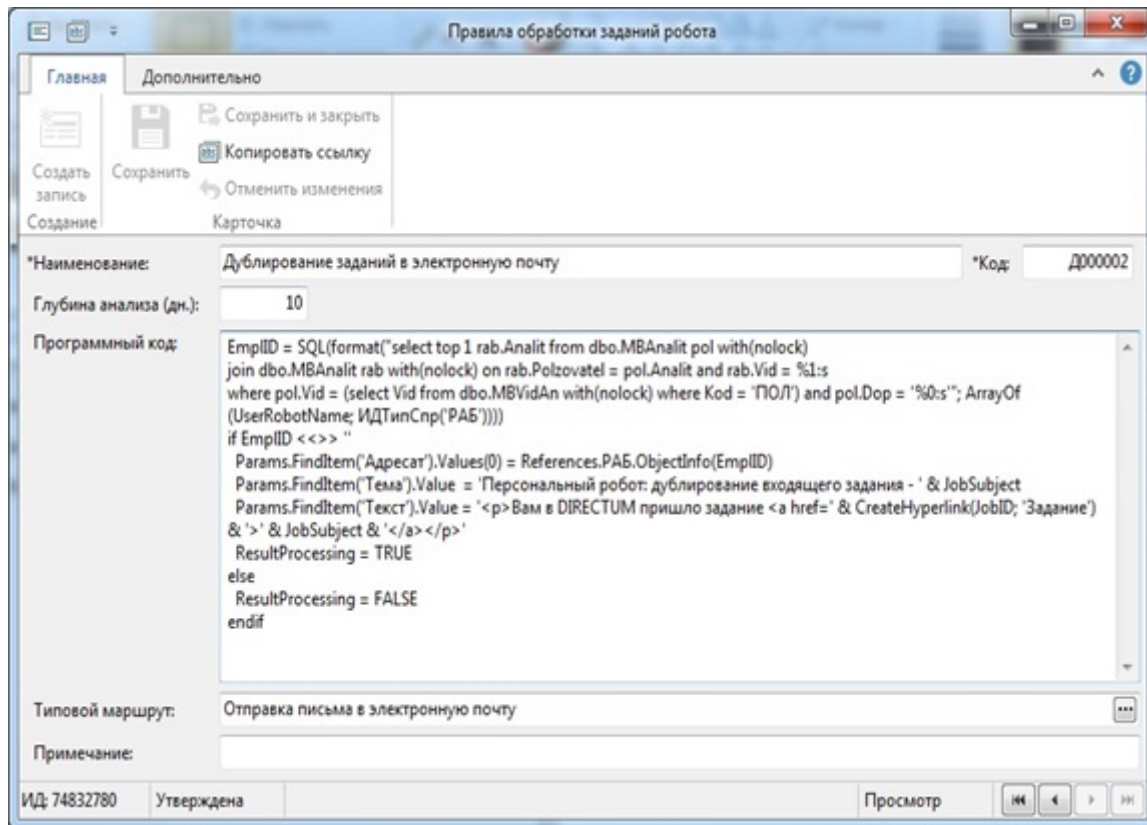 Правила обработки заданий робота
Главная Дополнительно
Создать запись
Сохранить
Сохранить и закрыть
Копировать ссылку
Отменить изменения
Создание
Карточка
*Наименование: Дублирование заданий в электронную почту *Код: Д000002
Глубина анализа (дн.): 10
Программный код:
EmplID = SQL(format("select top 1 rab.Analit from dbo.MBAnalit pol with(nolock)
join dbo.MBAnalit rab with(nolock) on rab.Polzovatel = pol.Analit and rab.Vid = %1:s
where pol.Vid = (select Vid from dbo.MBVidAn with(nolock) where Kod = 'ПОЛ') and pol.Dop = '%0:s'"; ArrayOf
(UserRobotName; ИДТипСпр('РАБ'))))
if EmplID <<>> ''
Params.FindItem('Адресат').Values(0) = References.РАБ.ObjectInfo(EmplID)
Params.FindItem('Тема').Value = 'Персональный робот: дублирование входящего задания - ' & JobSubject
Params.FindItem('Текст').Value = '<p>Вам в DIRECTUM пришло задание <a href=' & CreateHyperlink(JobID; 'Задание')
& '>' & JobSubject & '</a></p>'
ResultProcessing = TRUE
else
ResultProcessing = FALSE
endif
Типовой маршрут: Отправка письма в электронную почту
Примечание:
ИД: 74832780 Утверждена Просмотр